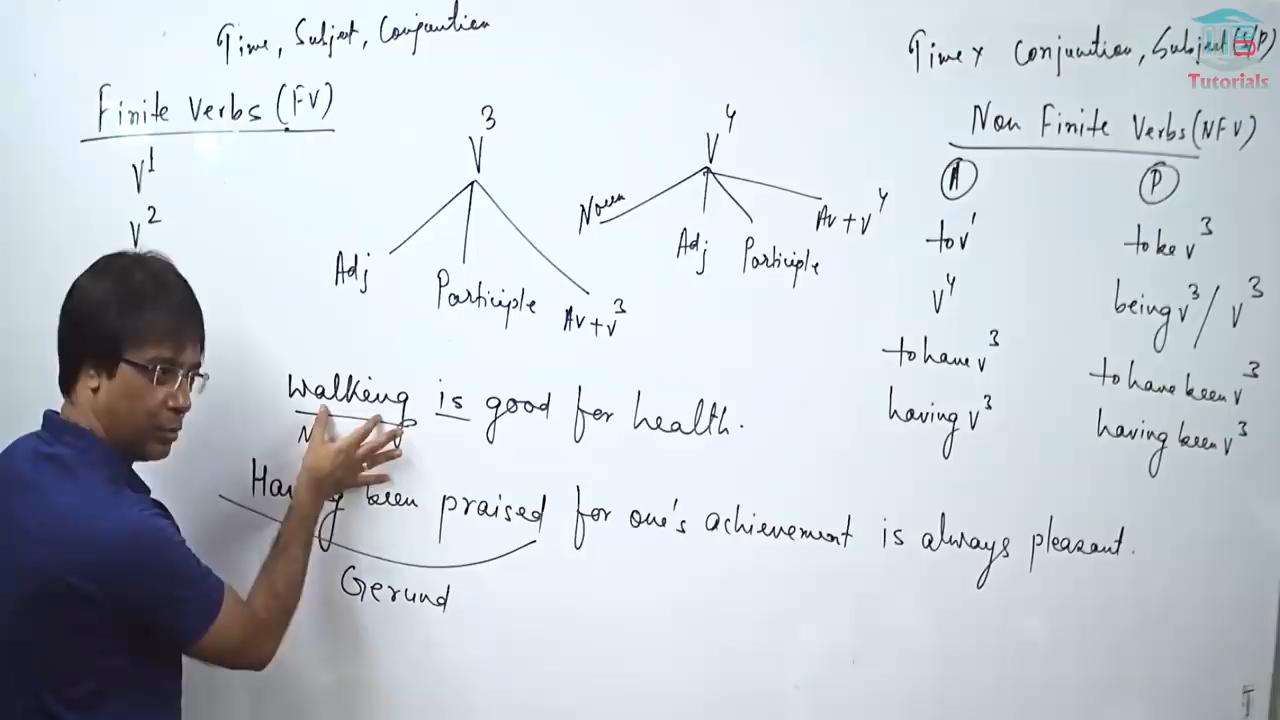 Time, Subject, Conjunction
Finite Verbs (FV)
V1
V2
V3
Adj
Participle
Av+V3
V4
Noun
Adj
Participle
Av+V4
Time x Conjunction, Subject
Tutorials
Non Finite Verbs (NFV)
A P
to v1 to be v3
V4 being v3 / V3
to have v3 to have been v3
having v3 having been v3
Walking is good for health.
been praised for one's achievement is always pleasant.
Gerund